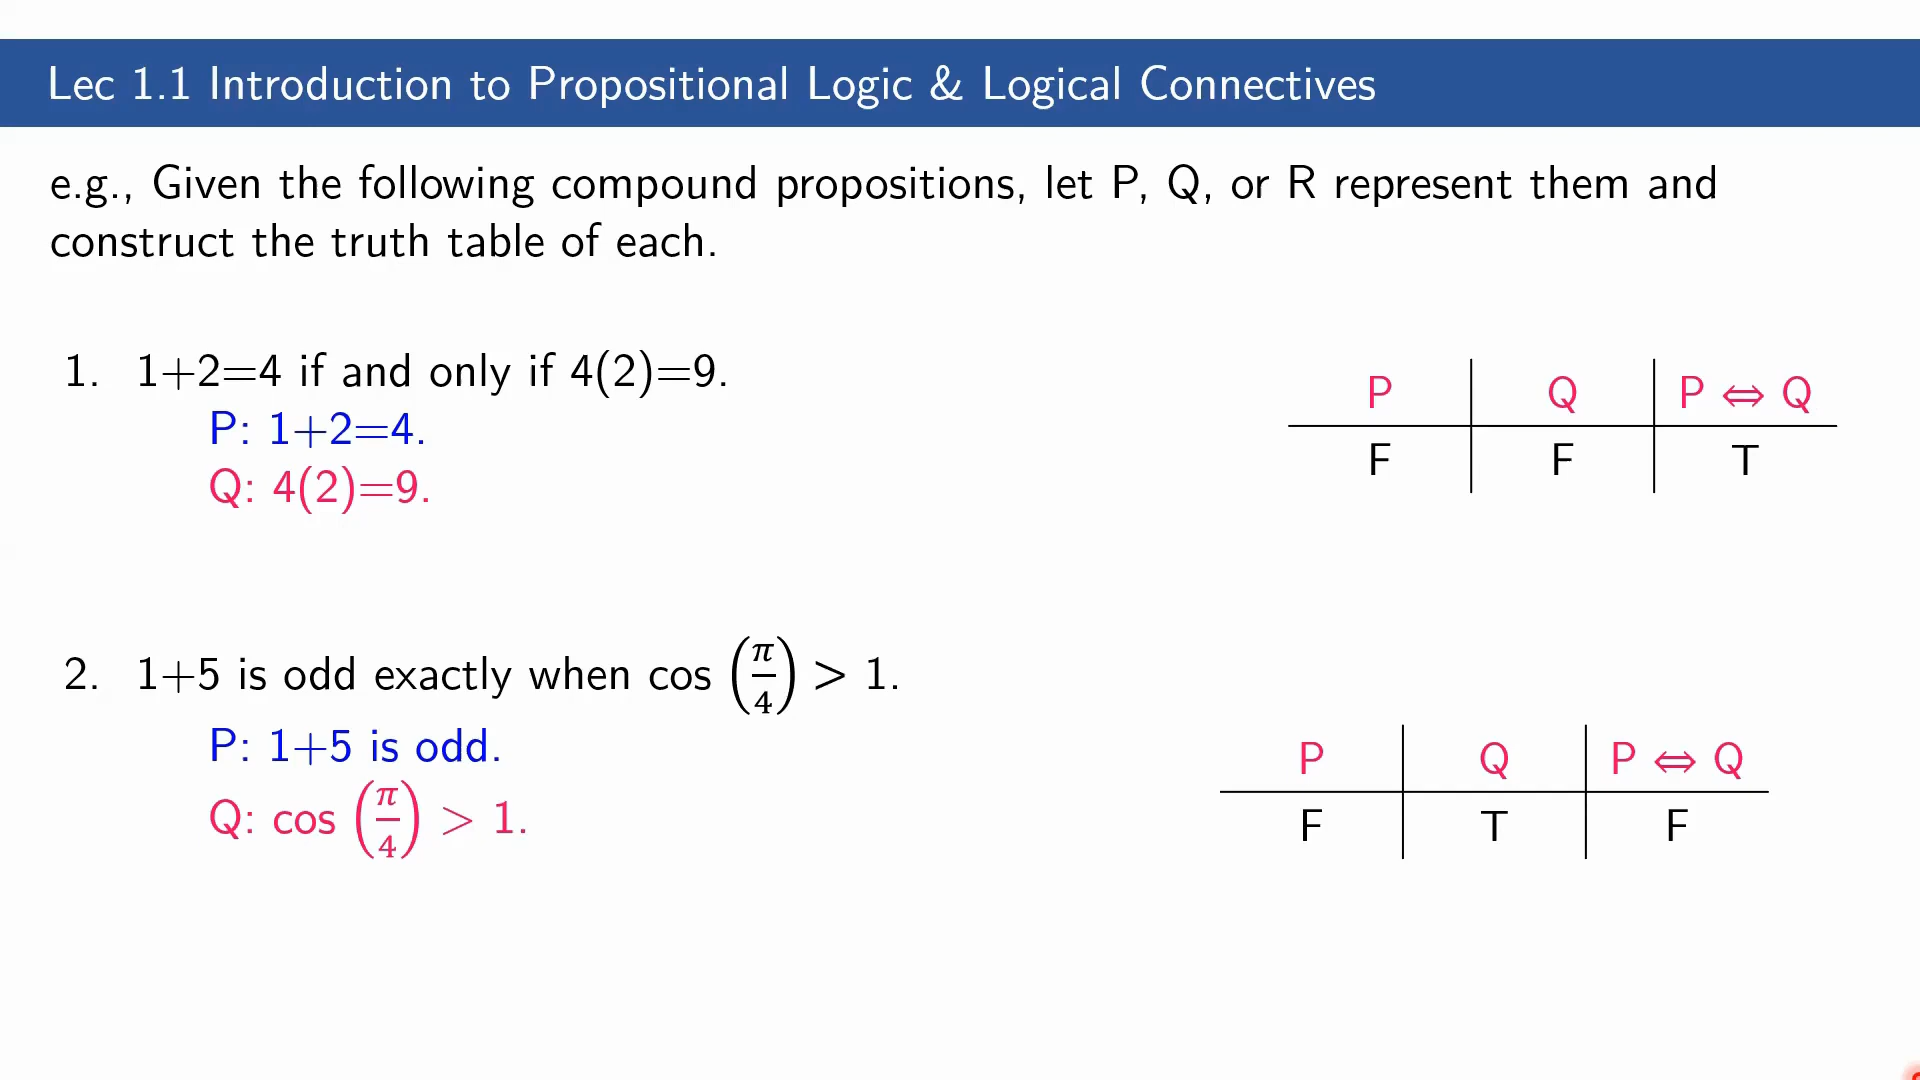 Lec 1.1 Introduction to Propositional Logic & Logical Connectives
e.g., Given the following compound propositions, let P, Q, or R represent them and
construct the truth table of each.
1. 1+2=4 if and only if 4(2)=9.
P: 1+2=4.
Q: 4(2)=9.
P Q P ⇔ Q
F F T
2. 1+5 is odd exactly when cos (π/4) > 1.
P: 1+5 is odd.
Q: cos (π/4) > 1.
P Q P ⇔ Q
F T F